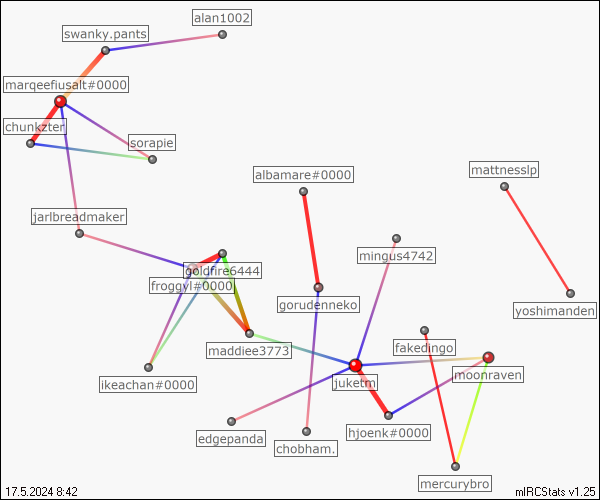 alan1002
swanky.pants
marqeefiusalt#0000
chunkzter
sorapie
albamare#0000
mattnesslp
jarlbreadmaker
mingus4742
goldfire6444
froggyl#0000
gorudenneko
yoshimanden
maddiee3773
fakedingo
moonraven
juketm
ikeachan#0000
hjoenk#0000
edgepanda
chobham.
mercurybro
17.5.2024 8:42
mIRCStats v1.25